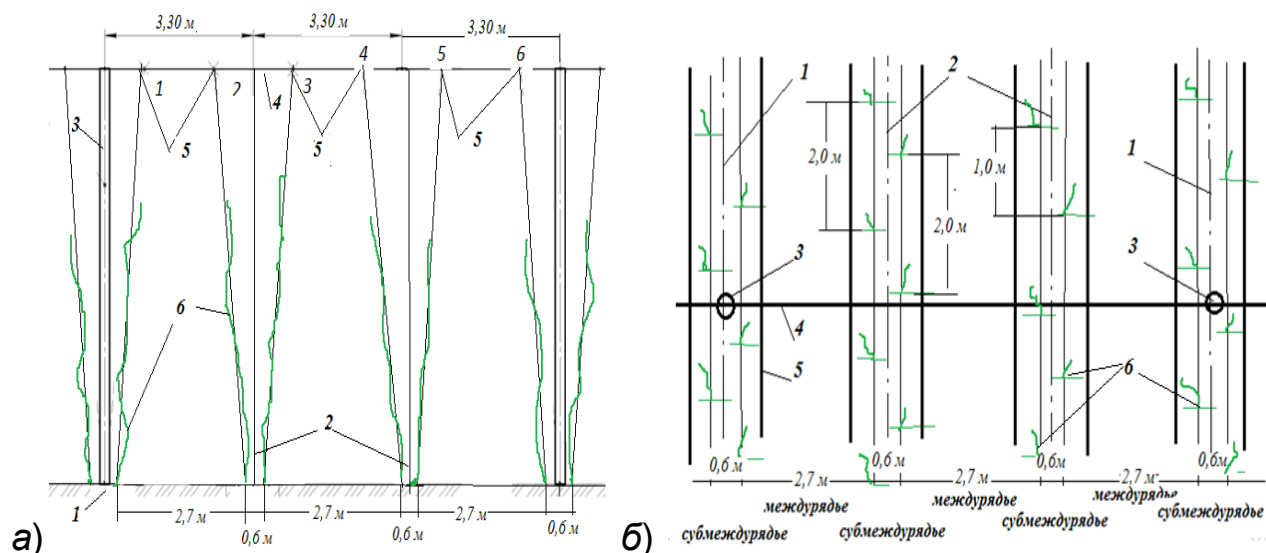 3,30 м 3,30 м 3,30 м
4 5 6
1 2 4 3
3 5 5 5
6
2
1
2,7 м 2,7 м 2,7 м
0,6 м 0,6 м 0,6 м
а)
1 2
2,0 м 1,0 м 1
2,0 м
3 3
4
5 6
0,6 м 0,6 м 0,6 м 0,6м
2,7 м 2,7 м 2,7 м
междурядье междурядье междурядье
субмеждурядье субмеждурядье субмеждурядье субмеждурядье
б)